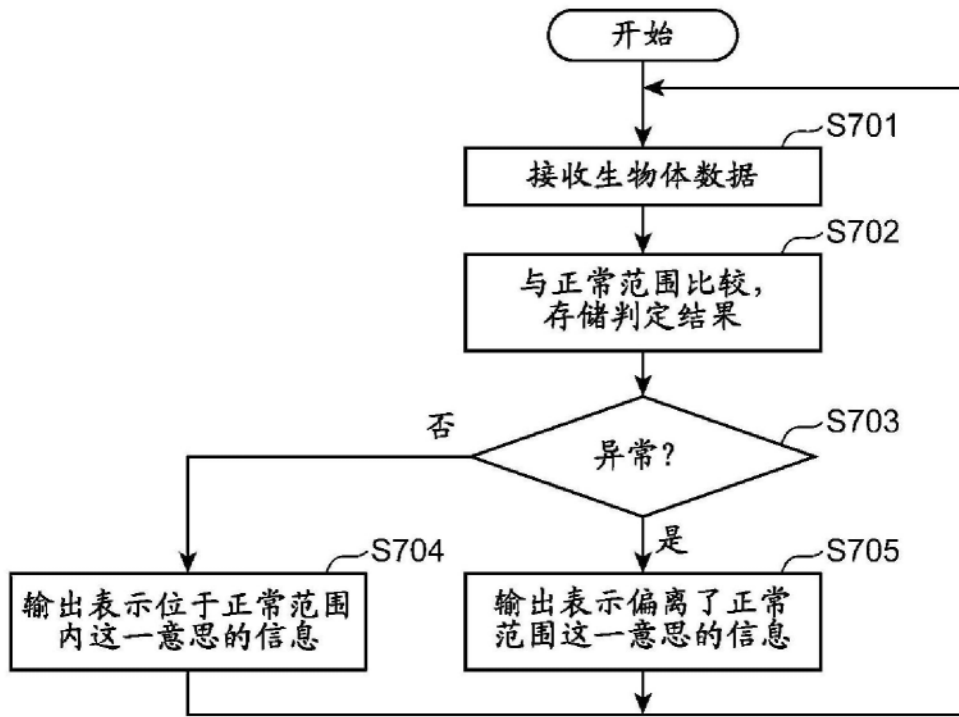 开始
S701
接收生物体数据
S702
与正常范围比较，
存储判定结果
S703
异常？
否
是
S704
输出表示位于正常范围
内这一意思的信息
S705
输出表示偏离了正常
范围这一意思的信息